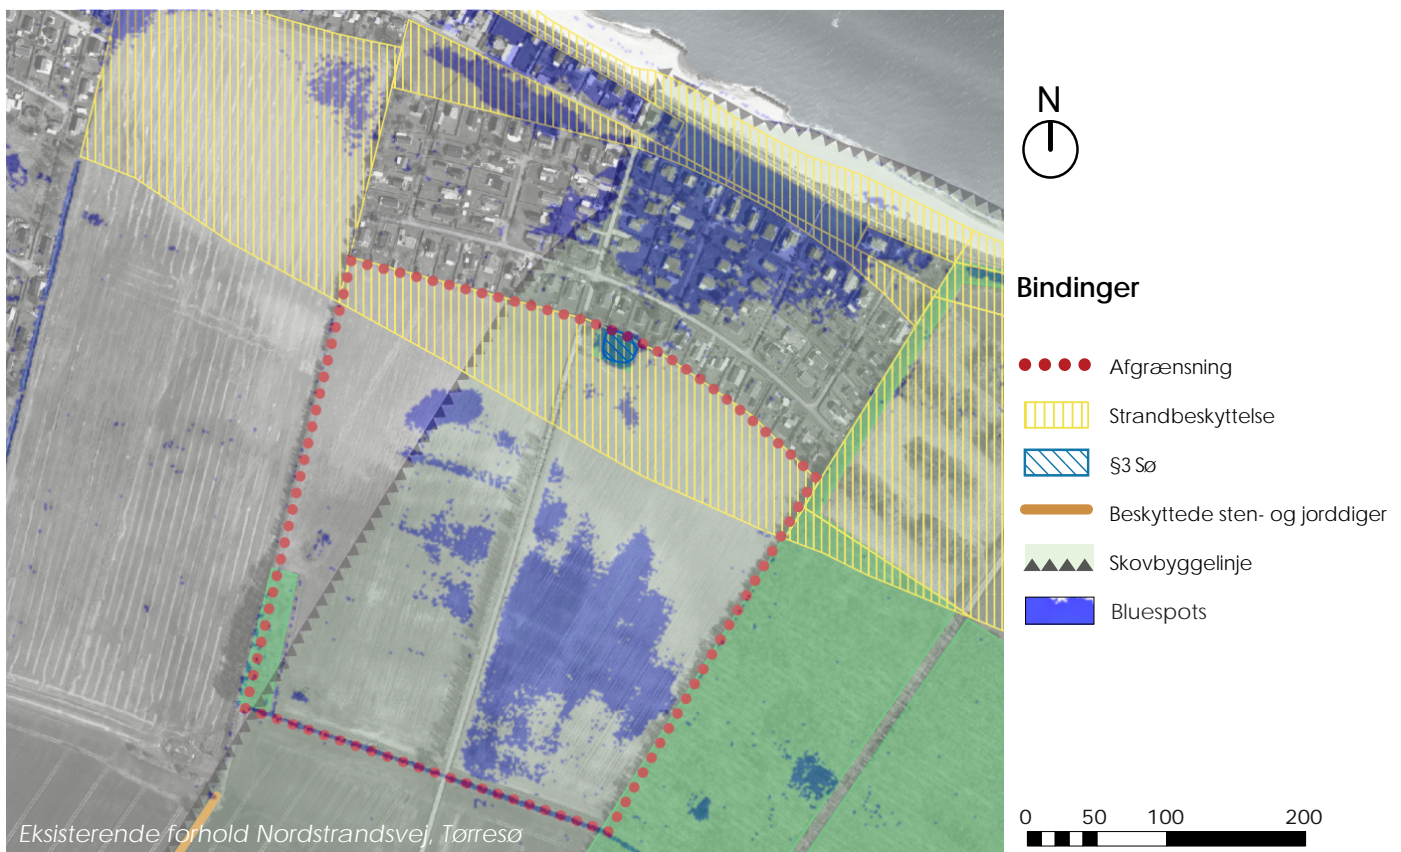 N
Bindinger
Afgrænsning
Strandbeskyttelse
§3 Sø
Beskyttede sten- og jorddiger
Skovbyggelinje
Bluespots
Eksisterende forhold Nordstrandsvej, Tørresø
0 50 100 200